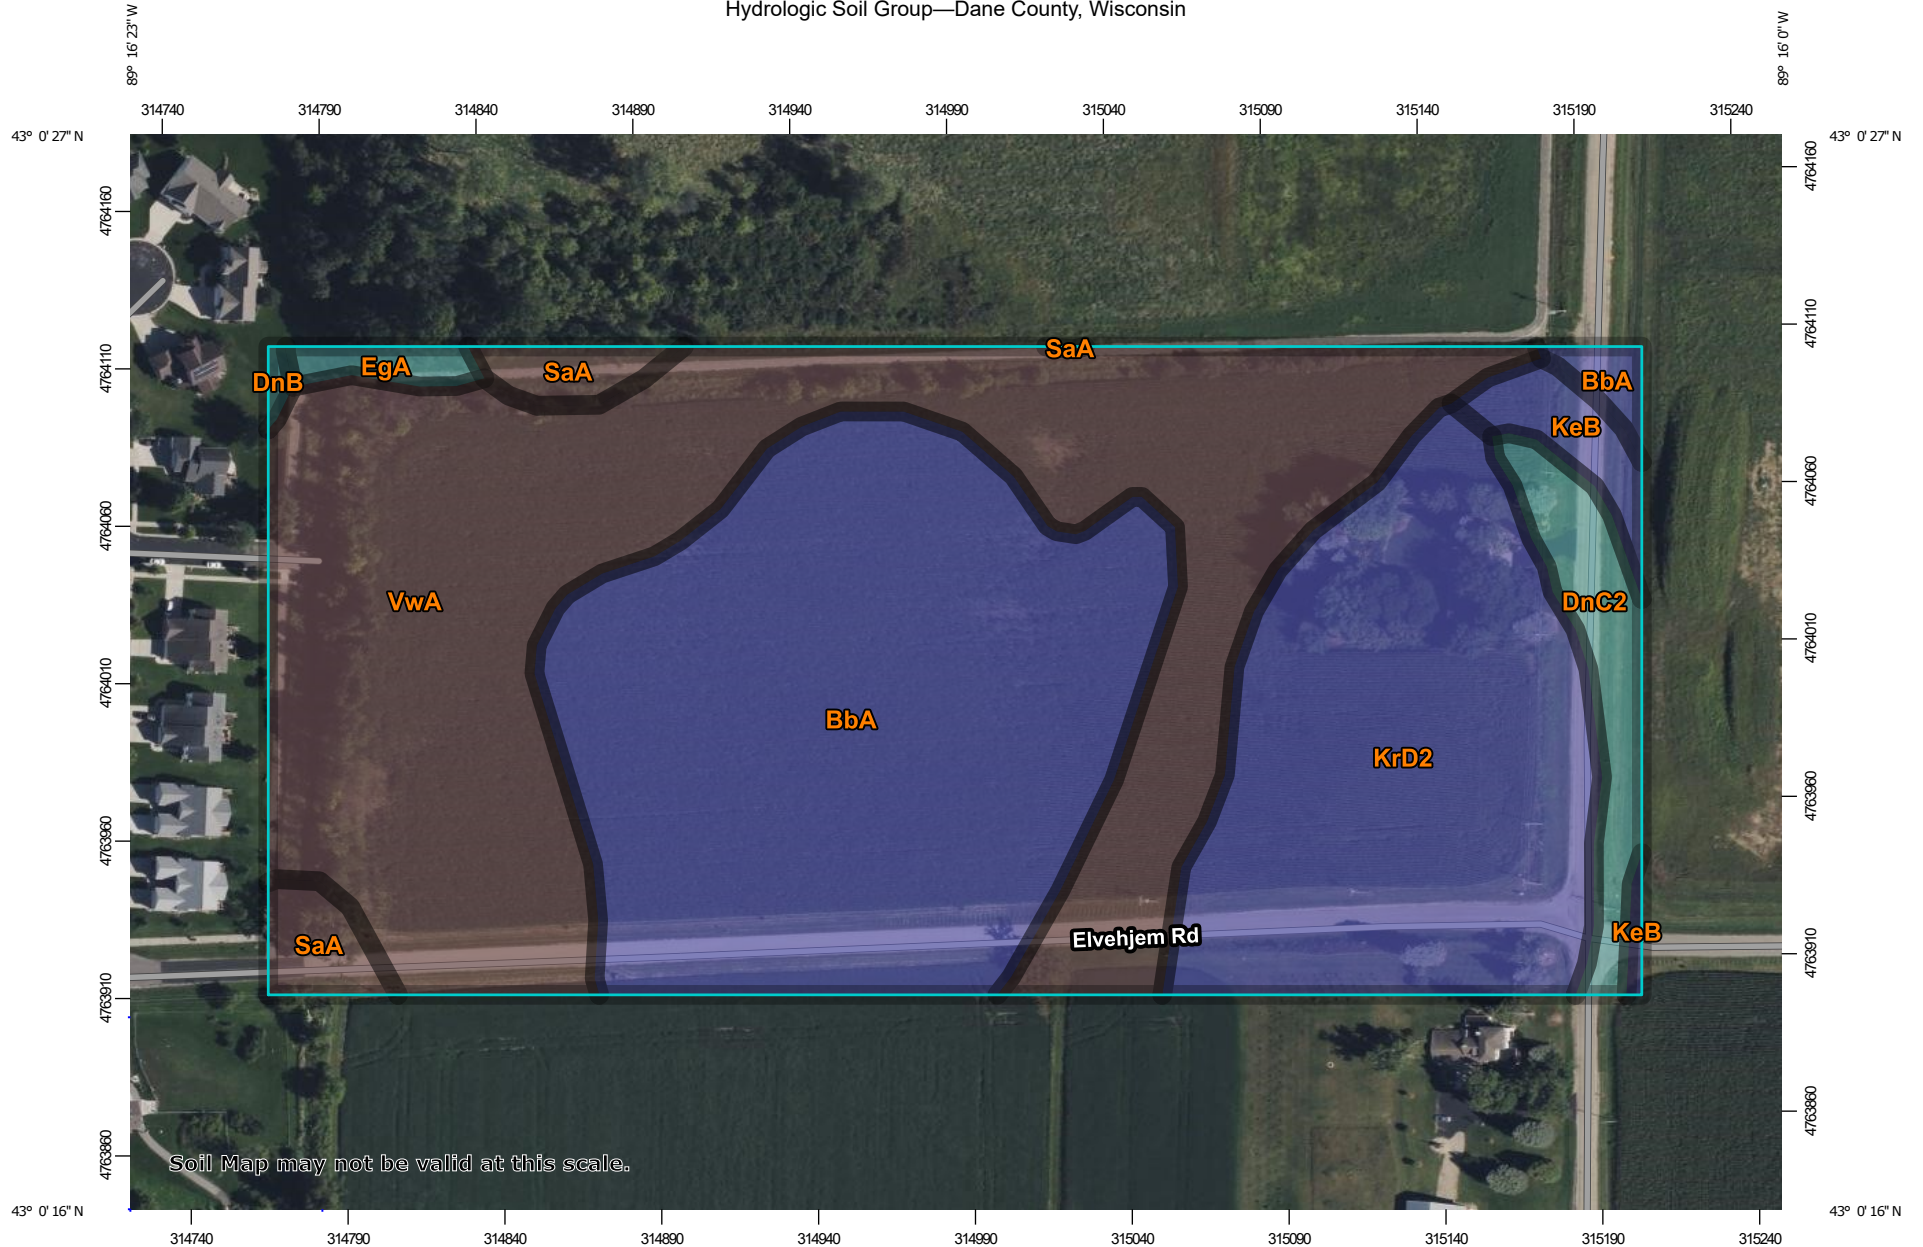 Hydrologic Soil Group—Dane County, Wisconsin
89° 16' 23" W
89° 16' 0" W
314740 314790 314840 314890 314940 314990 315040 315090 315140 315190 315240
43° 0' 27" N
43° 0' 27" N
4764160
4764160
4764110
4764110
4764060
4764060
4764010
4764010
4763960
4763960
4763910
4763910
4763860
4763860
SaA
EgA
SaA
DnB
BbA
KeB
VwA
DnC2
BbA
KrD2
KeB
Elvehjem Rd
SaA
Soil Map may not be valid at this scale.
43° 0' 16" N
43° 0' 16" N
314740 314790 314840 314890 314940 314990 315040 315090 315140 315190 315240